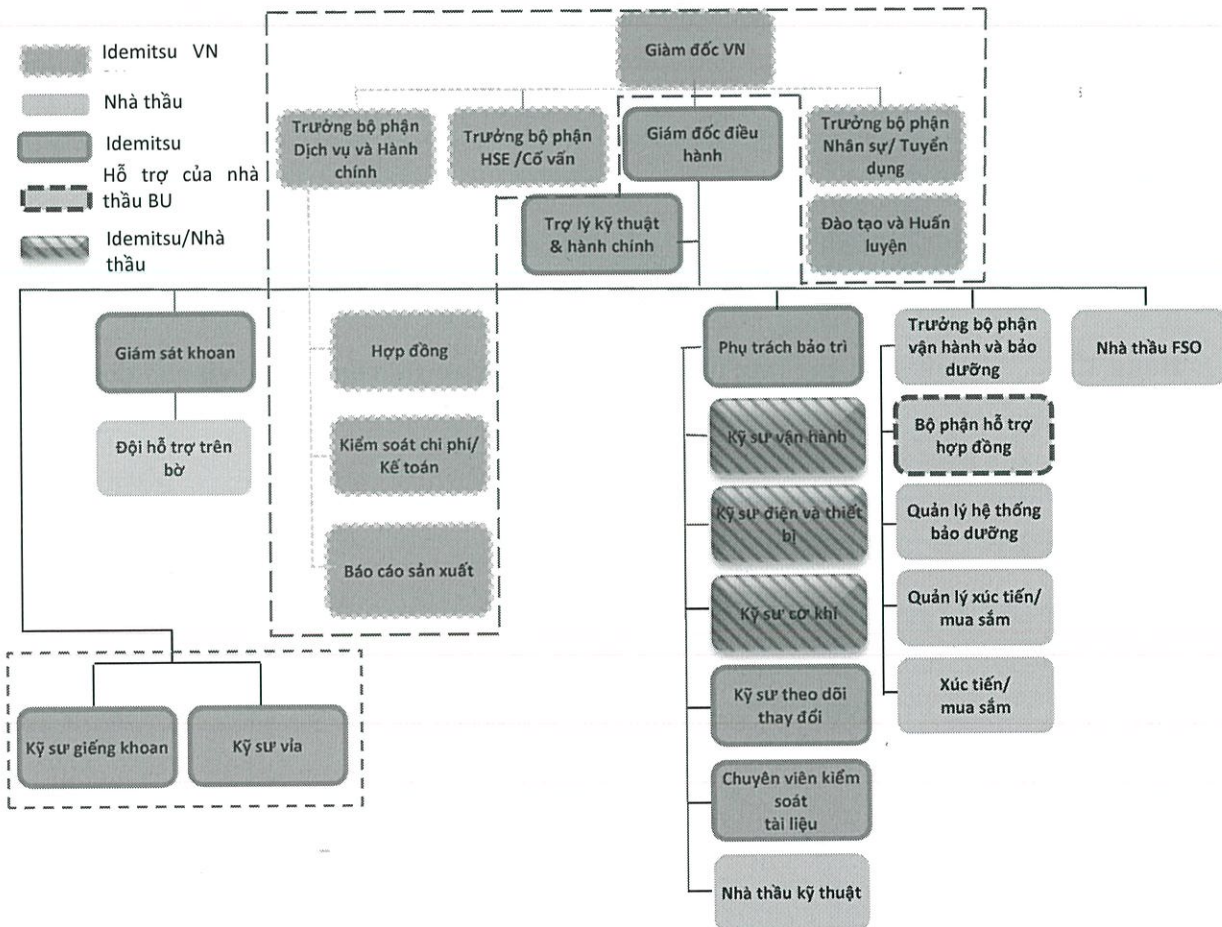 Idemitsu VN
Nhà thầu
Idemitsu
Hỗ trợ của nhà
thầu BU
Idemitsu/Nhà
thầu
Giàm đốc VN
Trưởng bộ phận
Dịch vụ và Hành
chính
Trưởng bộ phận
HSE /Cố vấn
Giám đốc điều
hành
Trưởng bộ phận
Nhân sự/ Tuyển
dụng
Trợ lý kỹ thuật
& hành chính
Đào tạo và Huấn
luyện
Giám sát khoan
Đội hỗ trợ trên
bờ
Hợp đồng
Kiểm soát chi phí/
Kế toán
Báo cáo sản xuất
Kỹ sư giếng khoan
Kỹ sư vỉa
Phụ trách bảo trì
Kỹ sư vận hành
Kỹ sư điện và thiết
bị
Kỹ sư cơ khí
Kỹ sư theo dõi
thay đổi
Chuyên viên kiểm
soát
tài liệu
Nhà thầu kỹ thuật
Trưởng bộ phận
vận hành và bảo
dưỡng
Bộ phận hỗ trợ
hợp đồng
Quản lý hệ thống
bảo dưỡng
Quản lý xúc tiến/
mua sắm
Xúc tiến/
mua sắm
Nhà thầu FSO